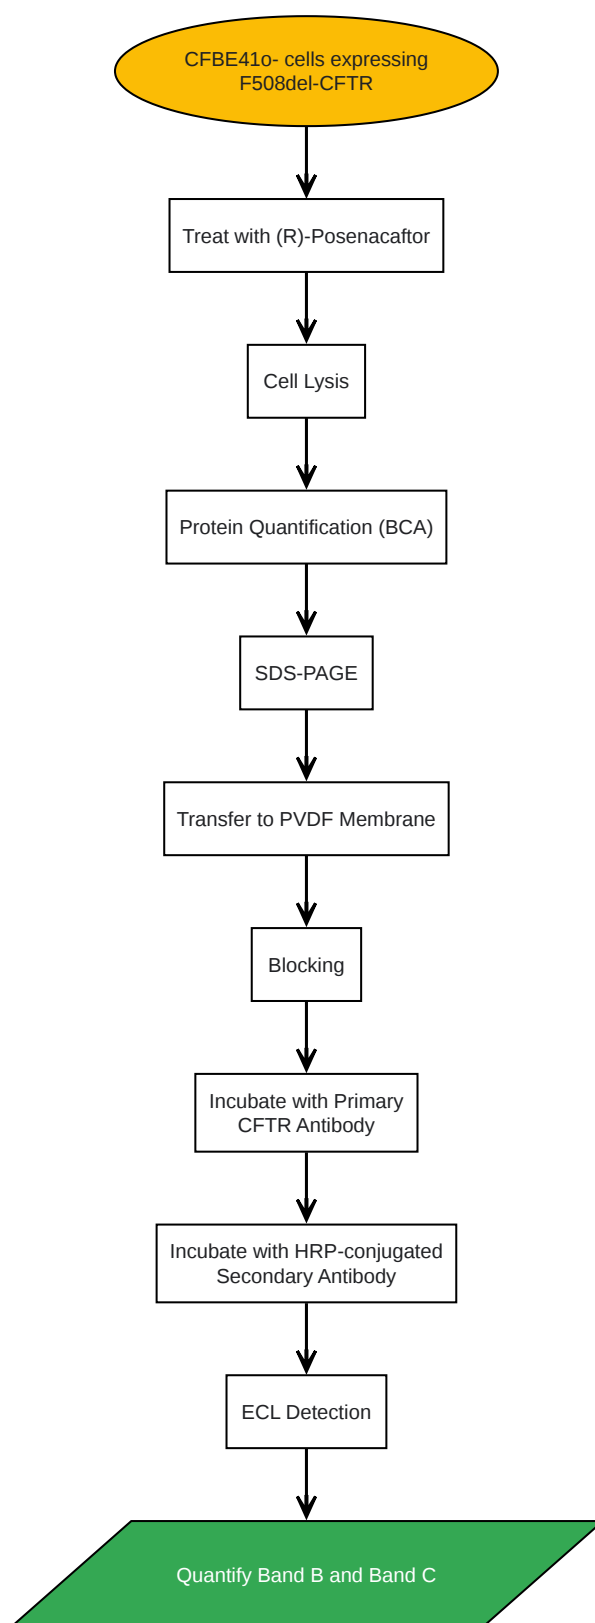 CFBE41o- cells expressing
F508del-CFTR
Treat with (R)-Posenacaftor
Cell Lysis
Protein Quantification (BCA)
SDS-PAGE
Transfer to PVDF Membrane
Blocking
Incubate with Primary
CFTR Antibody
Incubate with HRP-conjugated
Secondary Antibody
ECL Detection
Quantify Band B and Band C